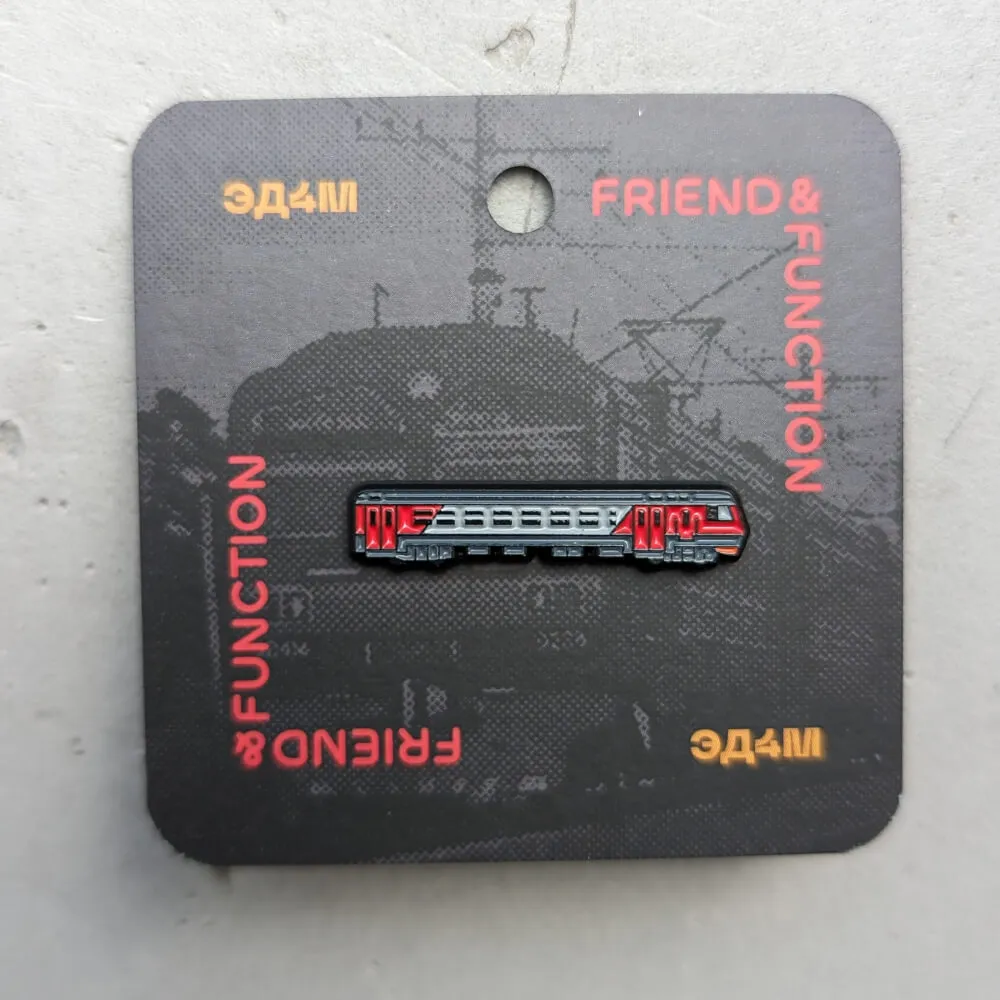 ЭД4М
FRIEND&
FUNCTION
&FUNCTION
FRIEND
ЭД4М